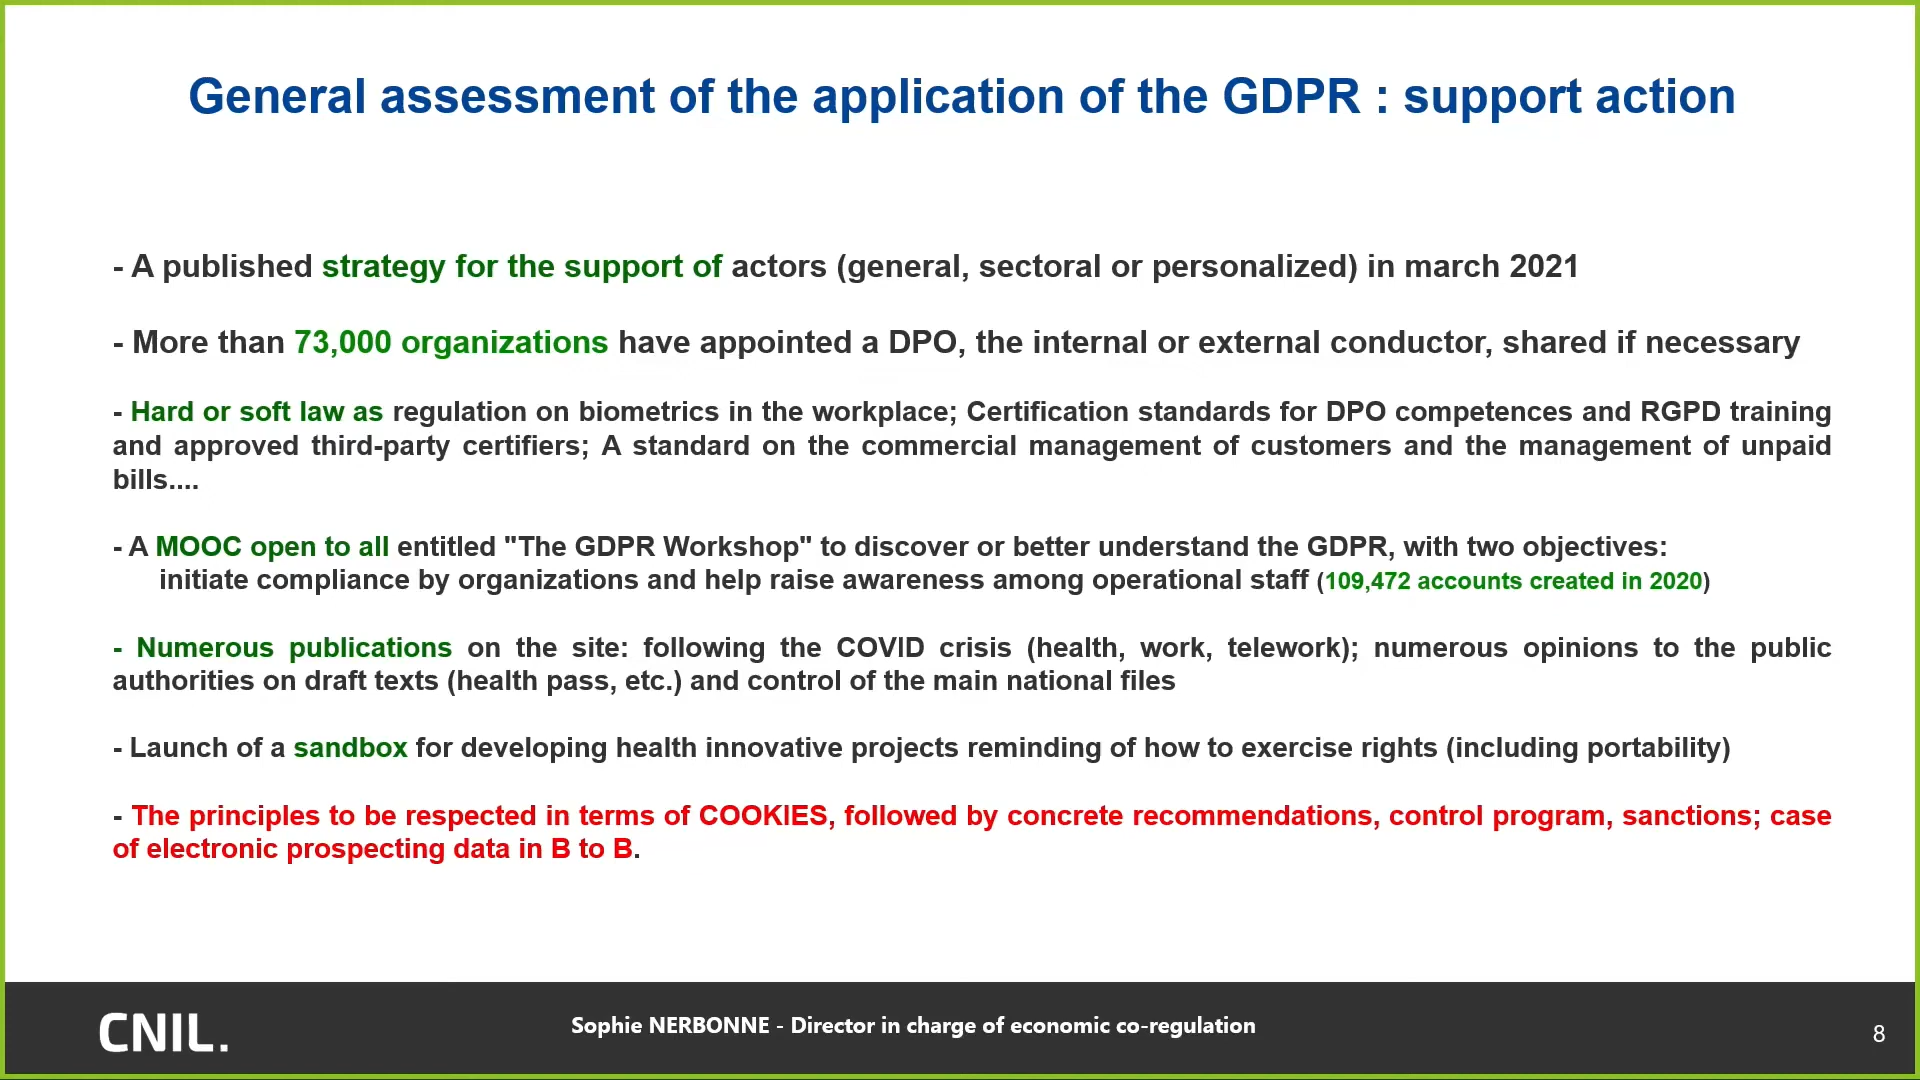 General assessment of the application of the GDPR : support action
- A published strategy for the support of actors (general, sectoral or personalized) in march 2021
- More than 73,000 organizations have appointed a DPO, the internal or external conductor, shared if necessary
- Hard or soft law as regulation on biometrics in the workplace; Certification standards for DPO competences and RGPD training
and approved third-party certifiers; A standard on the commercial management of customers and the management of unpaid
bills....
- A MOOC open to all entitled "The GDPR Workshop" to discover or better understand the GDPR, with two objectives:
initiate compliance by organizations and help raise awareness among operational staff (109,472 accounts created in 2020)
- Numerous publications on the site: following the COVID crisis (health, work, telework); numerous opinions to the public
authorities on draft texts (health pass, etc.) and control of the main national files
- Launch of a sandbox for developing health innovative projects reminding of how to exercise rights (including portability)
- The principles to be respected in terms of COOKIES, followed by concrete recommendations, control program, sanctions; case
of electronic prospecting data in B to B.
CNIL.
Sophie NERBONNE - Director in charge of economic co-regulation
8